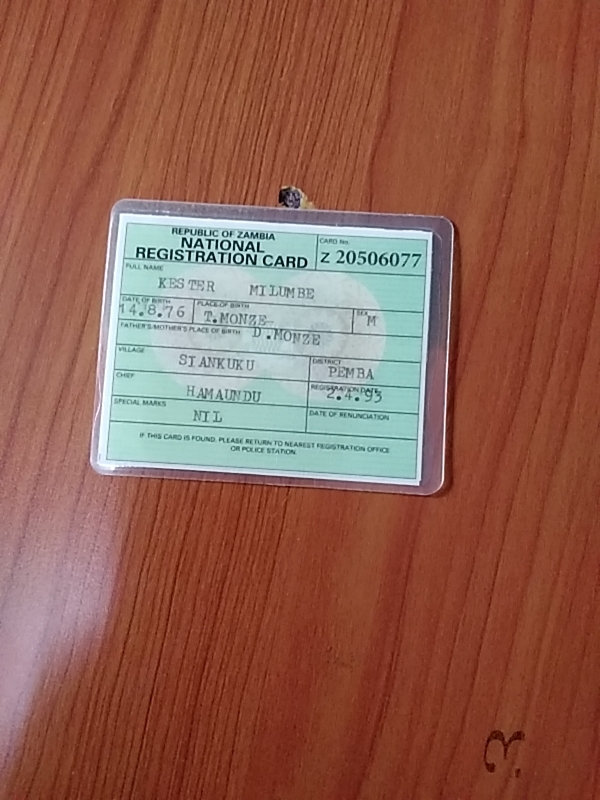 REPUBLIC OF ZAMBIA
NATIONAL
REGISTRATION CARD
CARD No.
Z 20506077
FULL NAME
KESTER MILUMBE
DATE OF BIRTH
14.8.76
PLACE OF BIRTH
T.MONZE
SEX
M
FATHER'S/MOTHER'S PLACE OF BIRTH
D.MONZE
VILLAGE
SIANKUKU
DISTRICT
PEMBA
CHIEF
HAMAUNDU
REGISTRATION DATE
2.4.93
SPECIAL MARKS
NIL
DATE OF RENUNCIATION
IF THIS CARD IS FOUND, PLEASE RETURN TO NEAREST REGISTRATION OFFICE
OR POLICE STATION